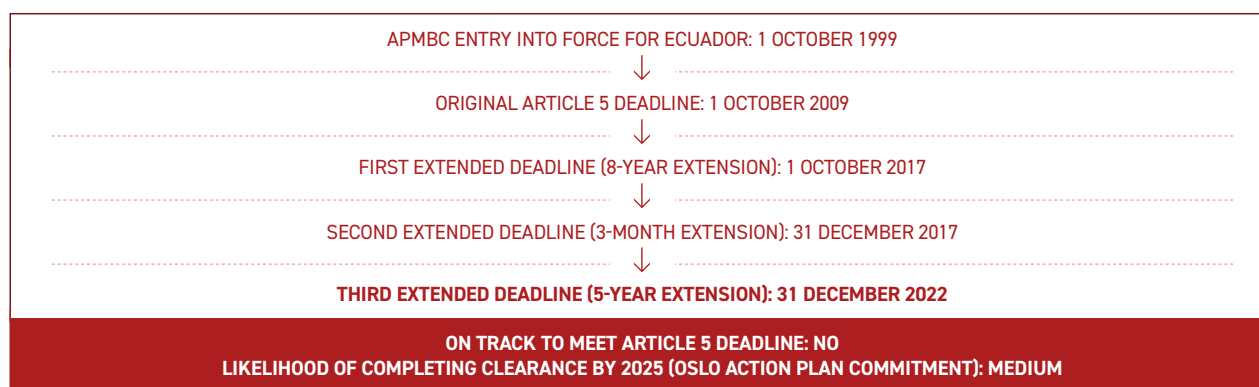 APMBC ENTRY INTO FORCE FOR ECUADOR: 1 OCTOBER 1999
ORIGINAL ARTICLE 5 DEADLINE: 1 OCTOBER 2009
FIRST EXTENDED DEADLINE (8-YEAR EXTENSION): 1 OCTOBER 2017
SECOND EXTENDED DEADLINE (3-MONTH EXTENSION): 31 DECEMBER 2017
THIRD EXTENDED DEADLINE (5-YEAR EXTENSION): 31 DECEMBER 2022
ON TRACK TO MEET ARTICLE 5 DEADLINE: NO
LIKELIHOOD OF COMPLETING CLEARANCE BY 2025 (OSLO ACTION PLAN COMMITMENT): MEDIUM